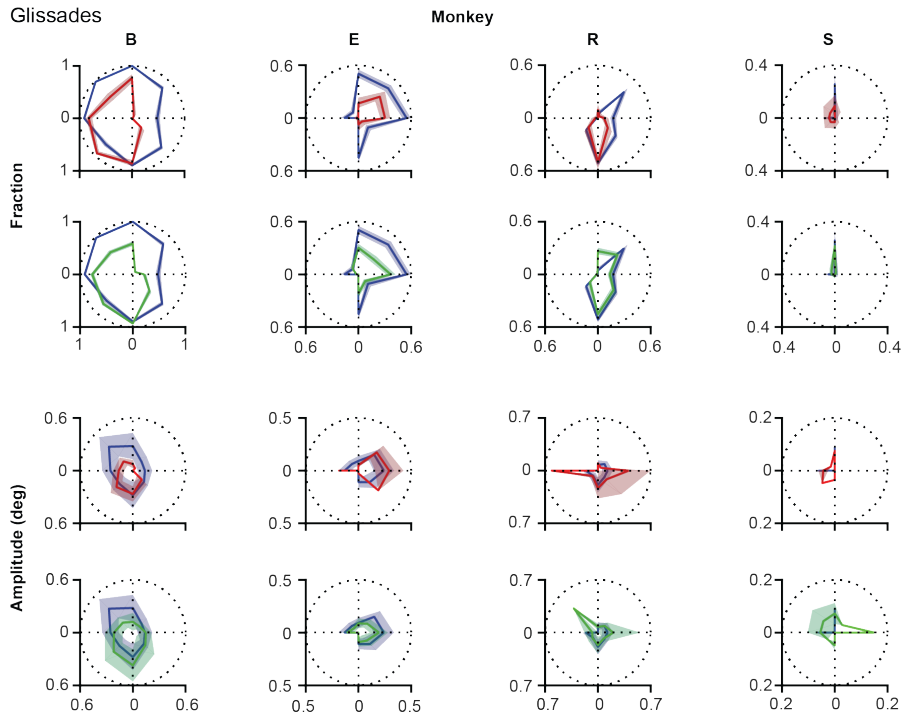 Glissades
Monkey
B E R S
Fraction
1 0.6 0.6 0.4
0 0 0 0
1 0.6 0.6 0.4
1 0.6 0.6 0.4
0 0 0 0
1 0.6 0.6 0.4
1 0 1 0.6 0 0.6 0.6 0 0.6 0.4 0 0.4
Amplitude (deg)
0.6 0.5 0.7 0.2
0 0 0 0
0.6 0.5 0.7 0.2
0.6 0.5 0.7 0.2
0 0 0 0
0.6 0.5 0.7 0.2
0.6 0 0.6 0.5 0 0.5 0.7 0 0.7 0.2 0 0.2